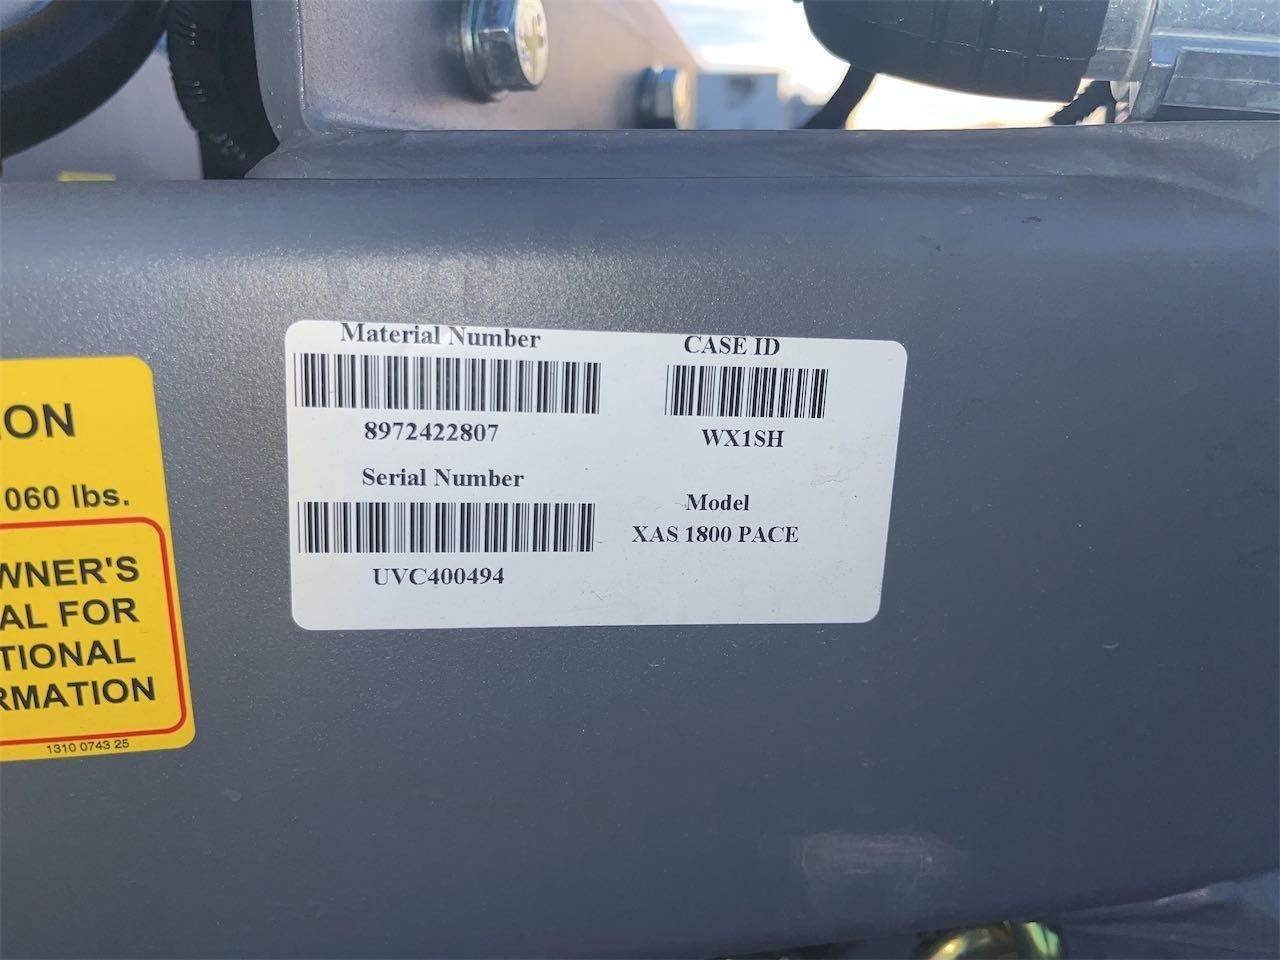 Material Number
8972422807
Serial Number
UVC400494
CASE ID
WX1SH
Model
XAS 1800 PACE
ON
060 lbs.
WNER'S
AL FOR
TIONAL
RMATION
1310 0743 25